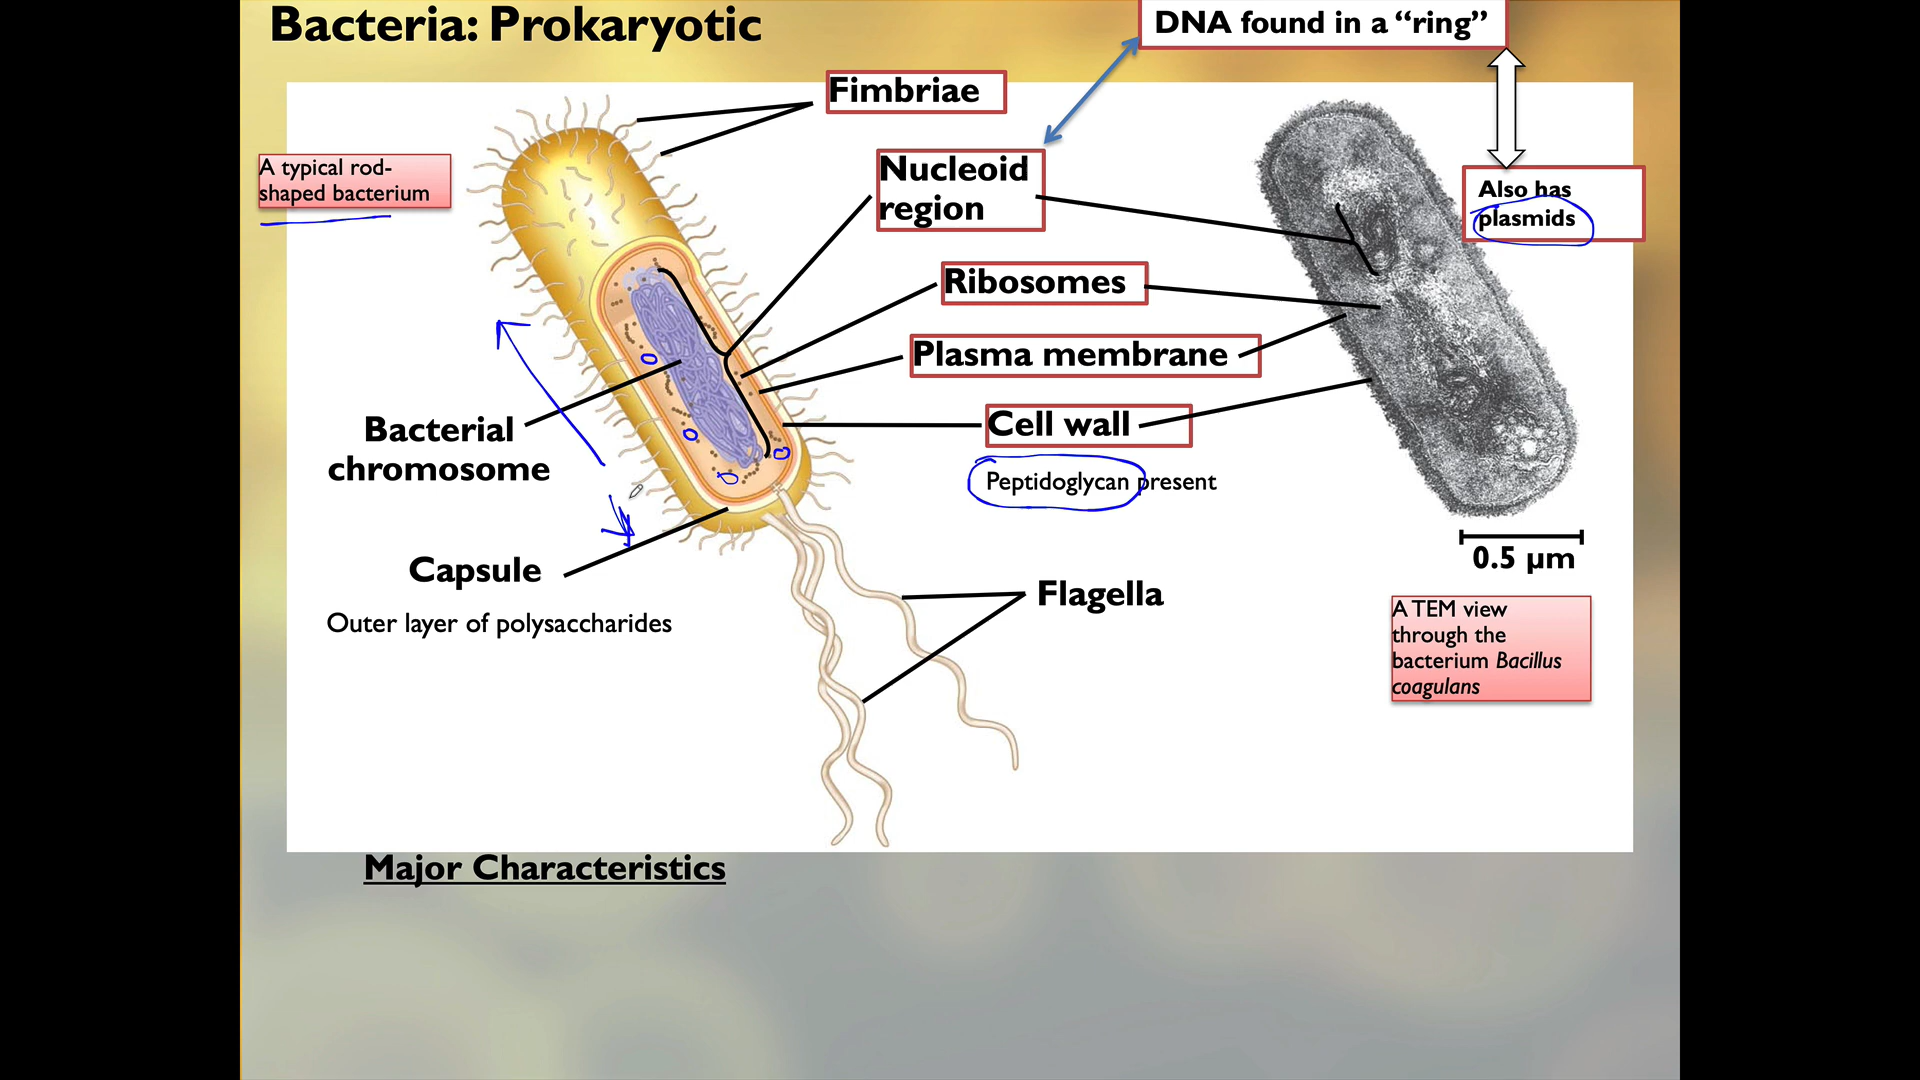 Bacteria: Prokaryotic
DNA found in a “ring”
Fimbriae
A typical rod-
shaped bacterium
Nucleoid
region
Also has
plasmids
Ribosomes
Plasma membrane
Bacterial
chromosome
Cell wall
Peptidoglycan present
Capsule
Outer layer of polysaccharides
Flagella
0.5 µm
A TEM view
through the
bacterium Bacillus
coagulans
Major Characteristics